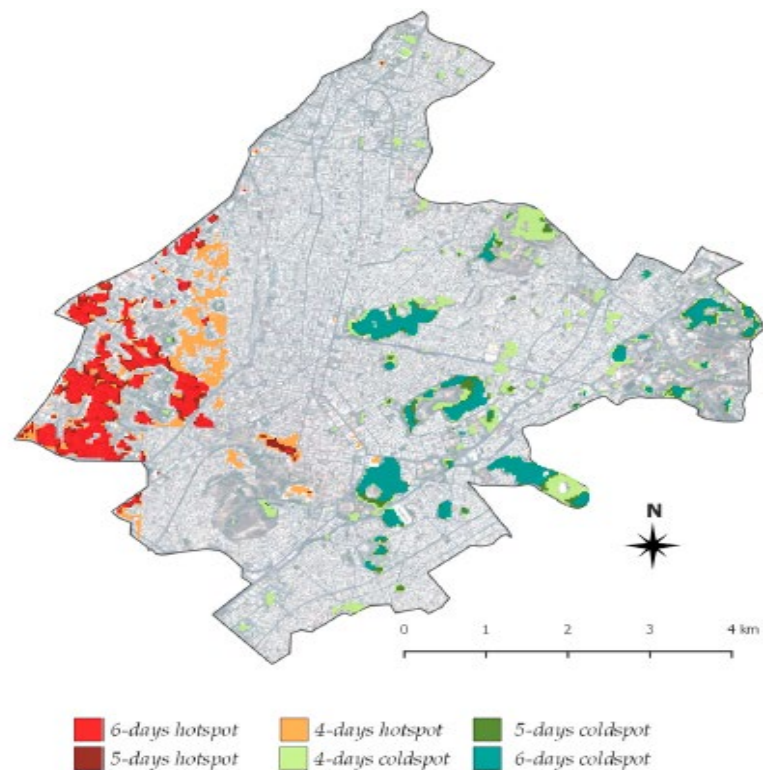 N
0 1 2 3 4 km
6-days hotspot 4-days hotspot 5-days coldspot
5-days hotspot 4-days coldspot 6-days coldspot